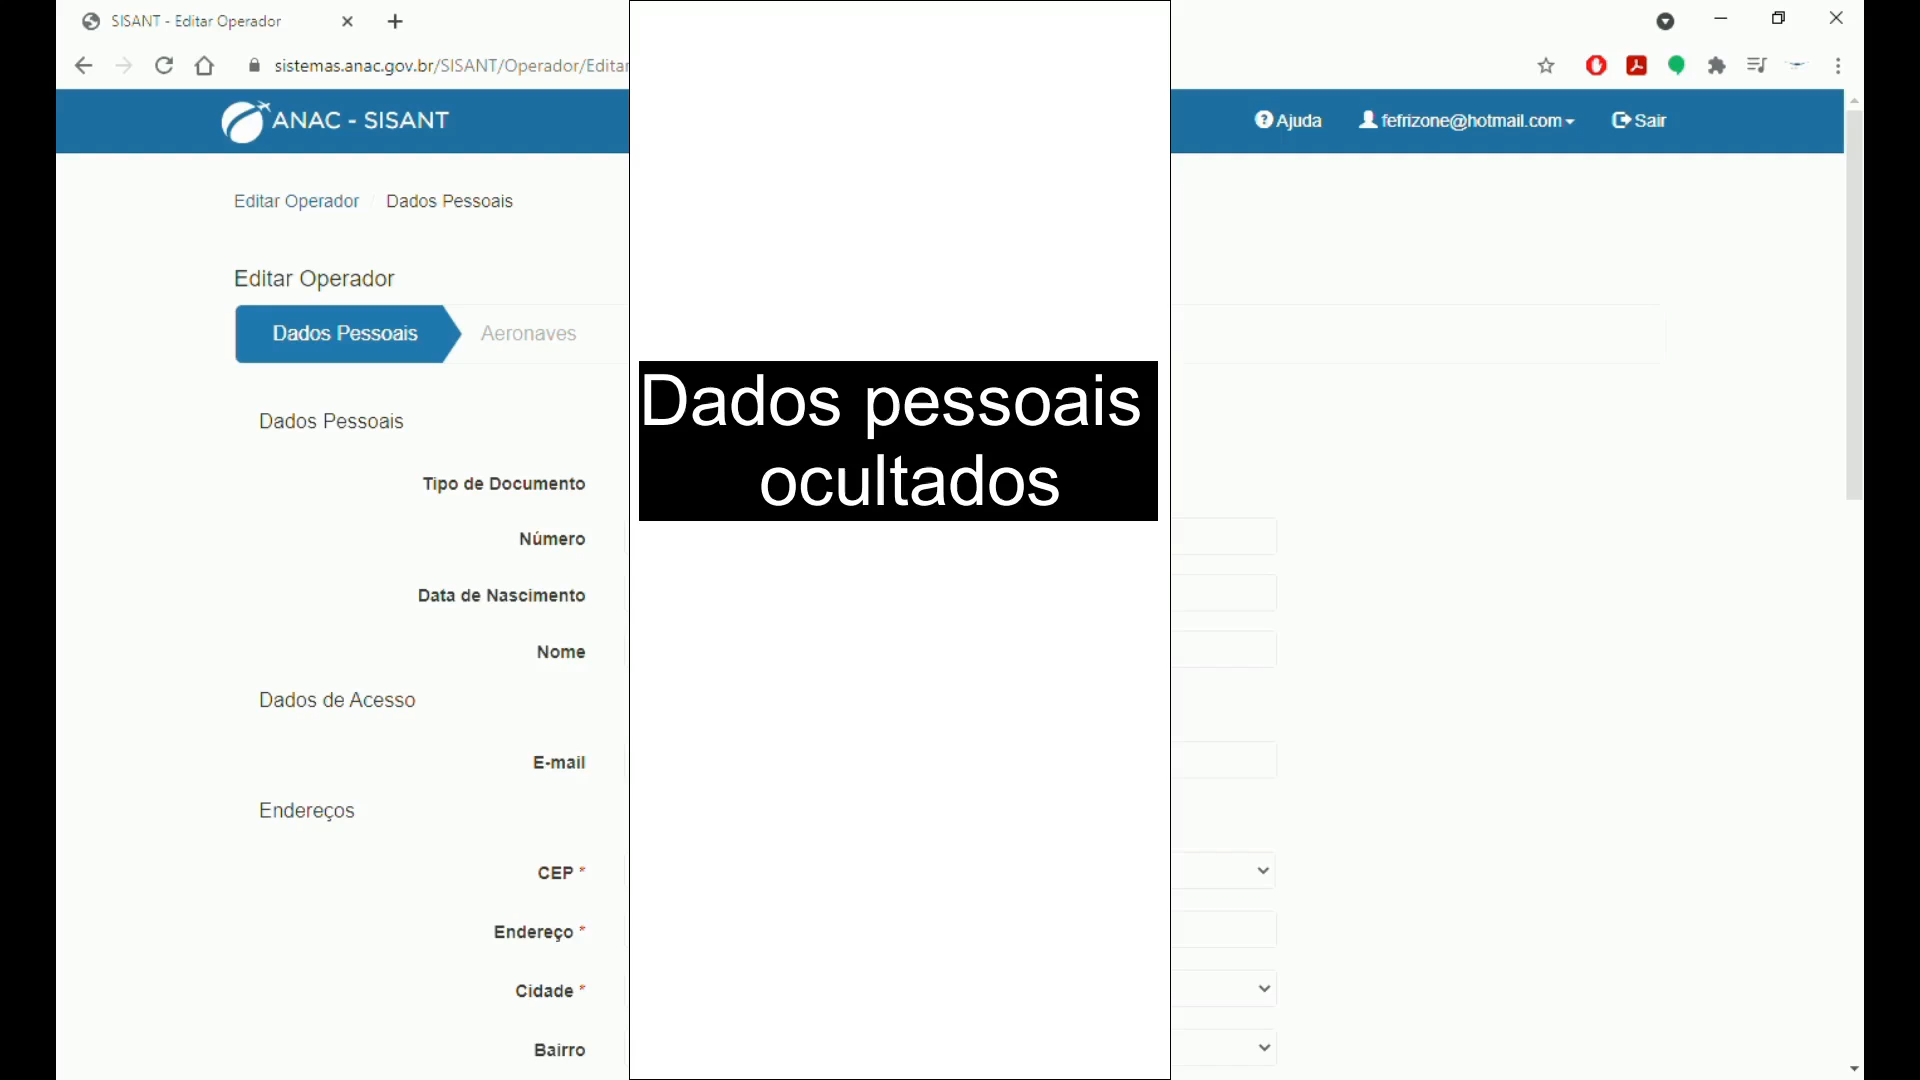 SISANT - Editar Operador
sistemas.anac.gov.br/SISANT/Operador/Editar
ANAC - SISANT
Ajuda
fefrizone@hotmail.com
Sair
Editar Operador
Dados Pessoais
Editar Operador
Dados Pessoais
Aeronaves
Dados pessoais
ocultados
Dados Pessoais
Tipo de Documento
Número
Data de Nascimento
Nome
Dados de Acesso
E-mail
Endereços
CEP *
Endereço *
Cidade *
Bairro